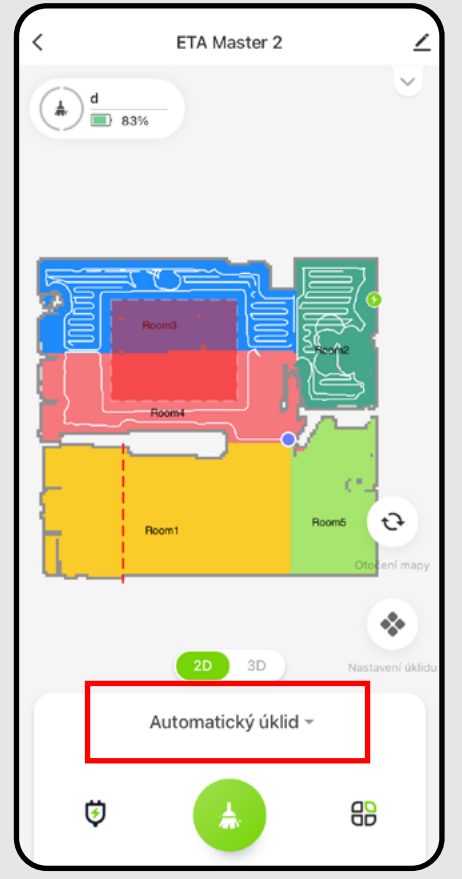 ETA Master 2
d
83%
Room3
Room2
Room4
Room1
Room5
Otočení mapy
2D 3D
Nastavení úklidu
Automatický úklid